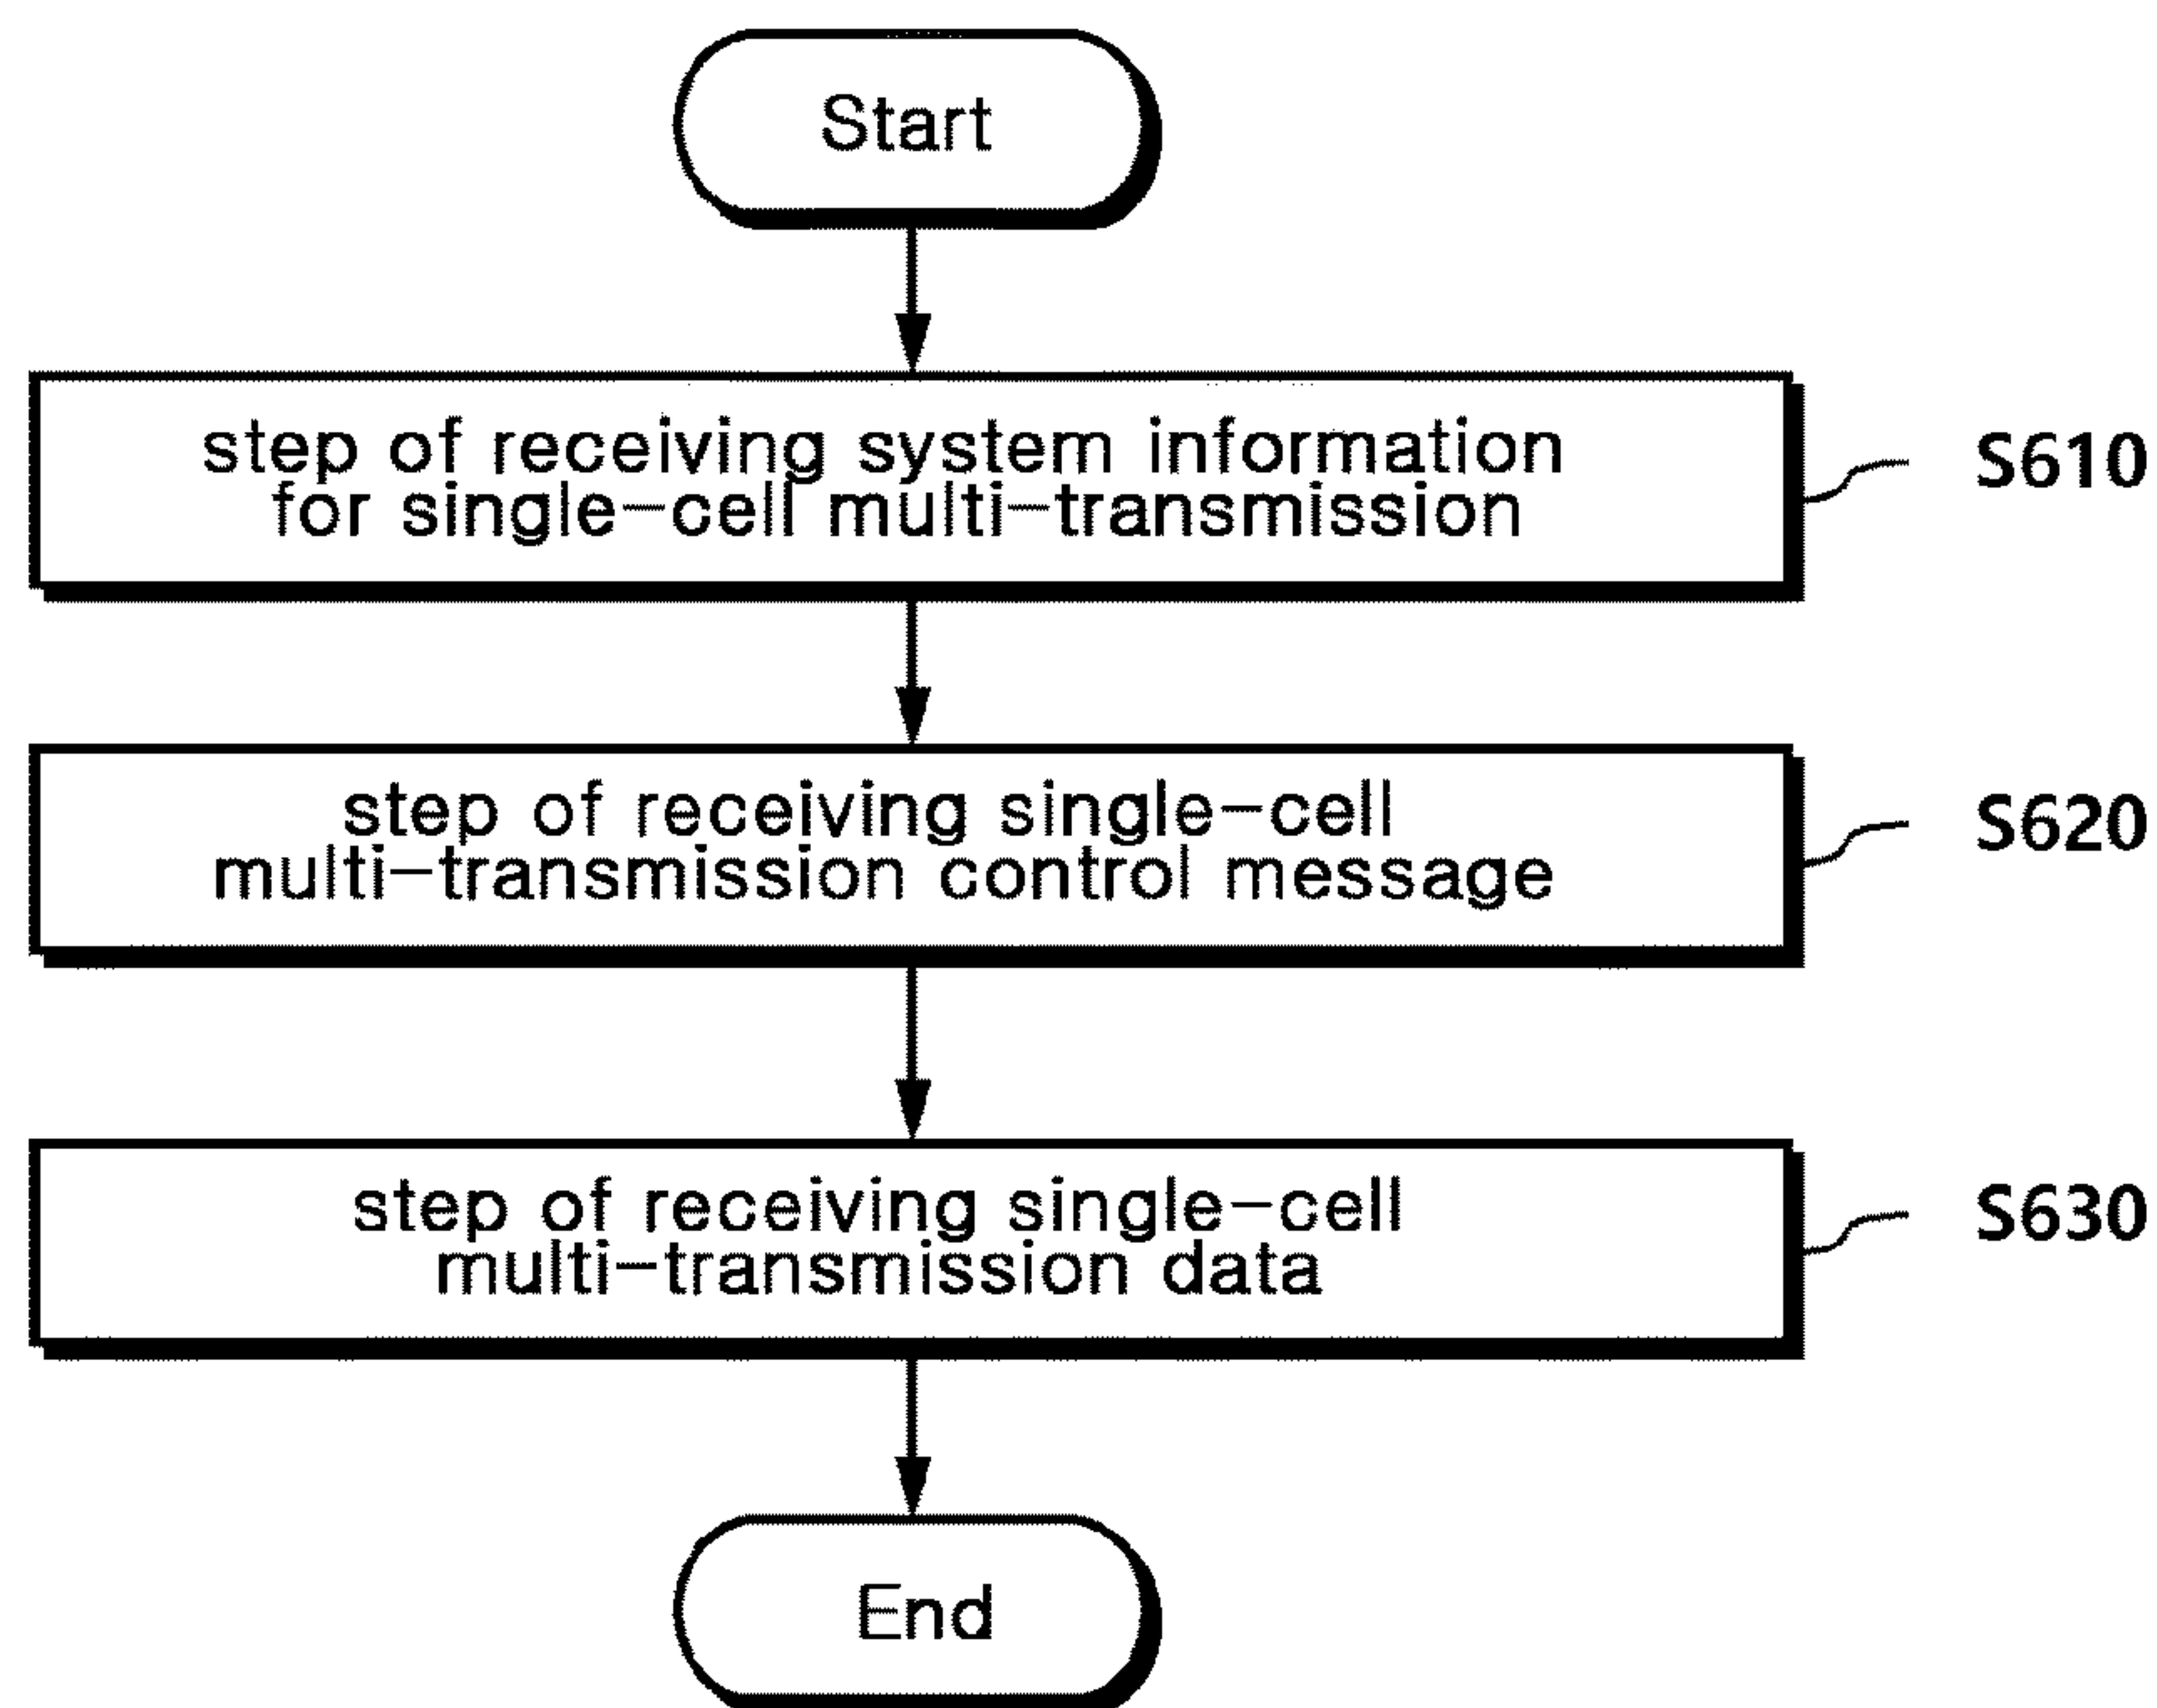 Start
step of receiving system information
for single-cell multi-transmission
S610
step of receiving single-cell
multi-transmission control message
S620
step of receiving single-cell
multi-transmission data
S630
End